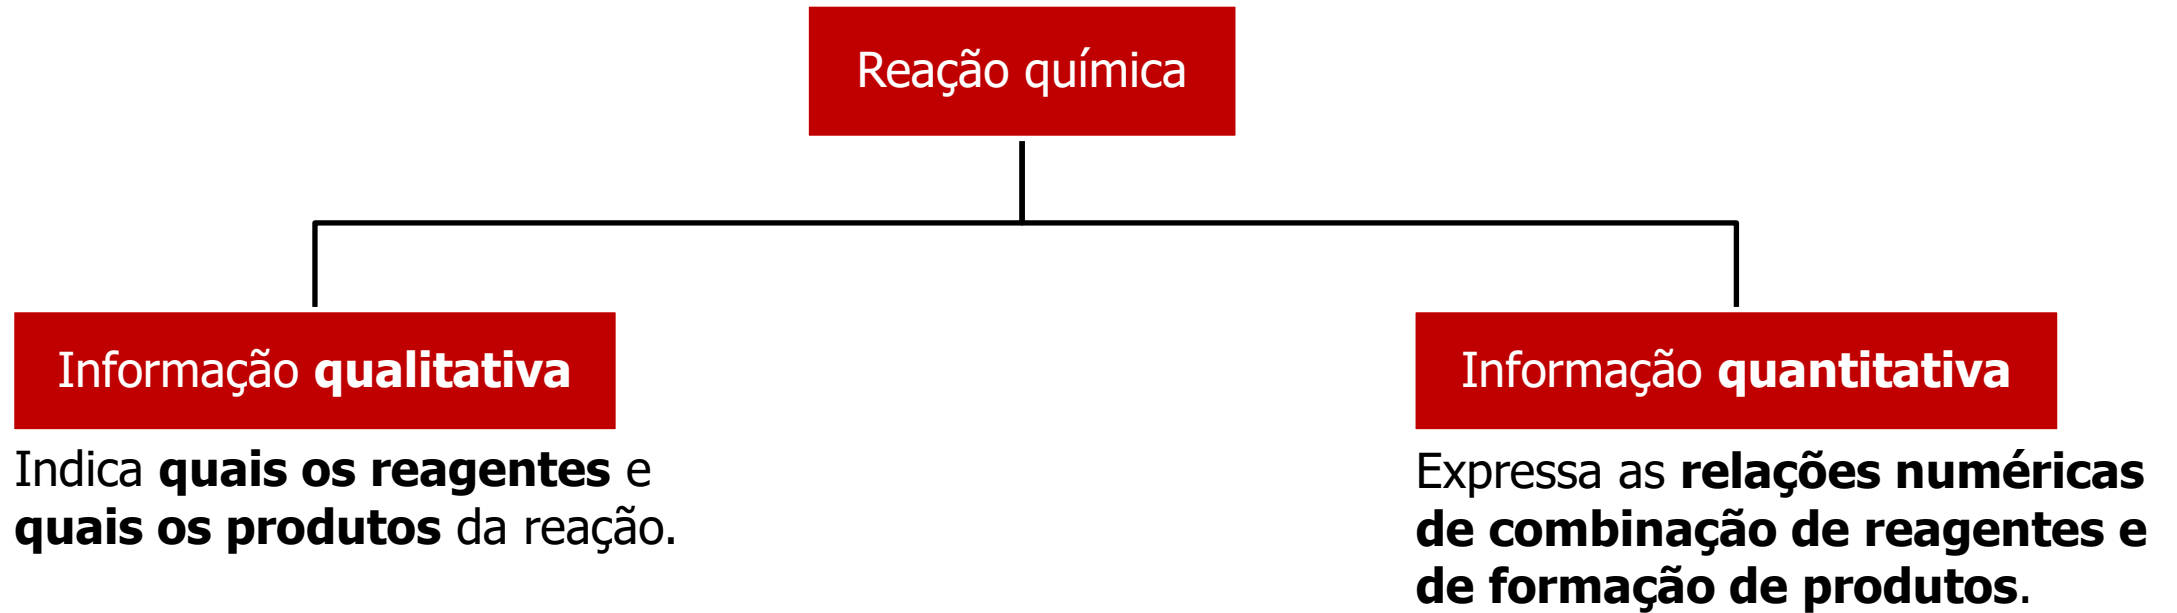 Reação química
Informação qualitativa
Indica quais os reagentes e
quais os produtos da reação.
Informação quantitativa
Expressa as relações numéricas
de combinação de reagentes e
de formação de produtos.